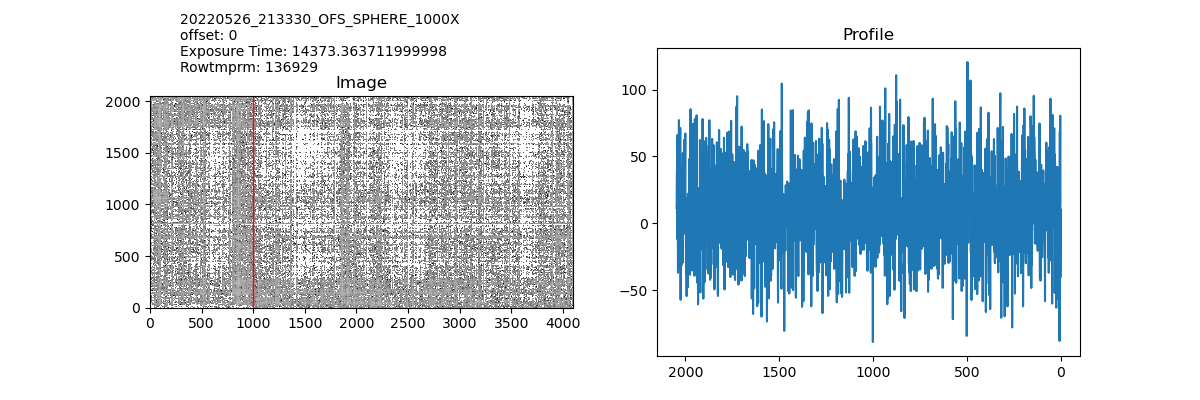 20220526_213330_OFS_SPHERE_1000X
offset: 0
Exposure Time: 14373.363711999998
Rowtmprm: 136929
Image
2000
1500
1000
500
0
0 500 1000 1500 2000 2500 3000 3500 4000
Profile
100
50
0
−50
2000 1500 1000 500 0